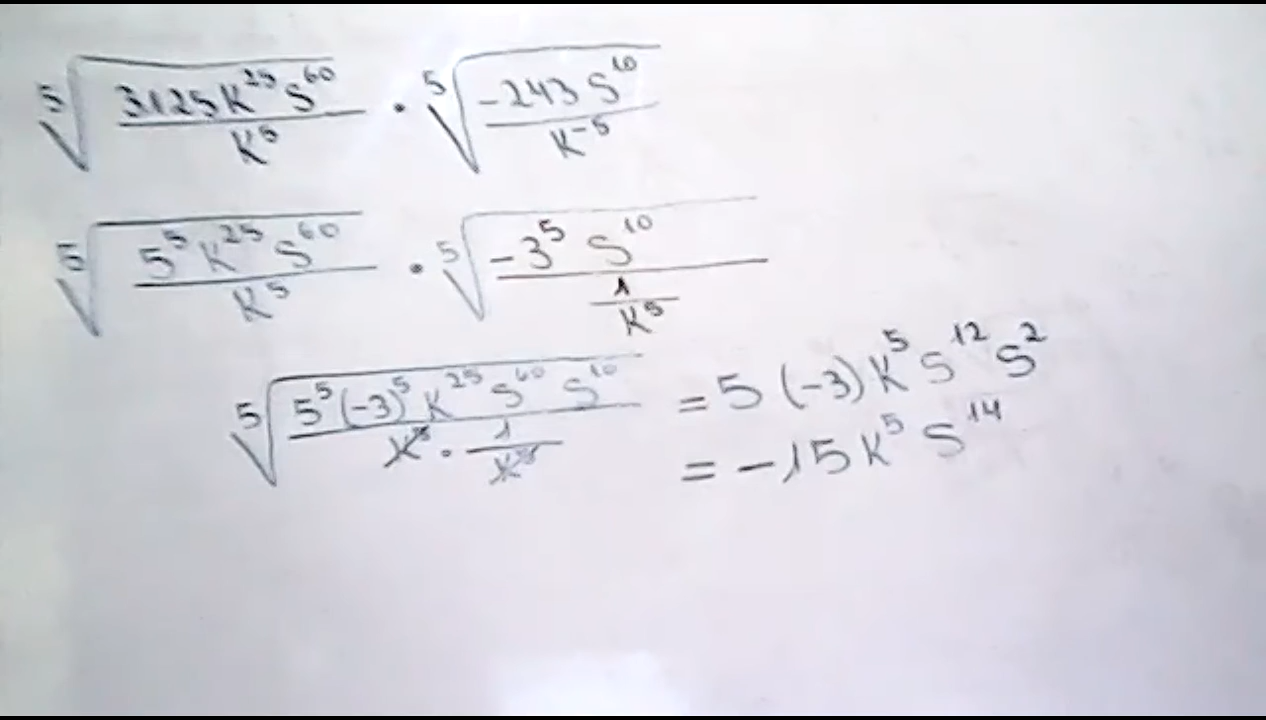 ⁵√(3125K²⁵S⁶⁰ / K⁵) · ⁵√(-243S¹⁰ / K⁻⁵)
⁵√(5⁵K²⁵S⁶⁰ / K⁵) · ⁵√(-3⁵S¹⁰ / (1 / K⁵))
⁵√(5⁵(-3)⁵K²⁵S⁶⁰S¹⁰ / (K⁵ · 1 / K⁵)) = 5(-3)K⁵S¹²S²
= -15K⁵S¹⁴